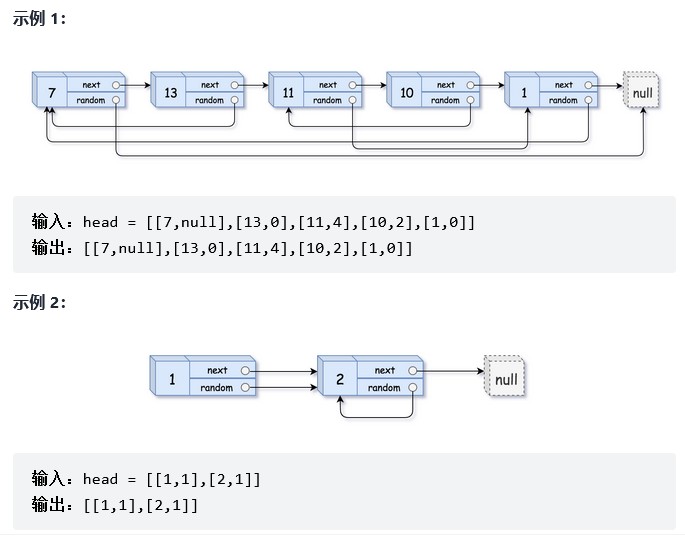 示例 1：
next next next next next
7 13 11 10 1 null
random random random random random
输入：head = [[7,null],[13,0],[11,4],[10,2],[1,0]]
输出：[[7,null],[13,0],[11,4],[10,2],[1,0]]
示例 2：
next next
1 2 null
random random
输入：head = [[1,1],[2,1]]
输出：[[1,1],[2,1]]